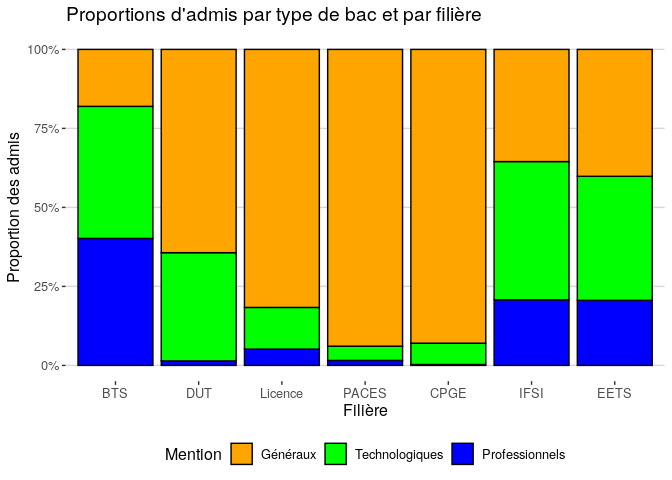 Proportions d'admis par type de bac et par filière
100%
75%
50%
25%
0%
Proportion des admis
BTS DUT Licence PACES CPGE IFSI EETS
Filière
Mention Généraux Technologiques Professionnels